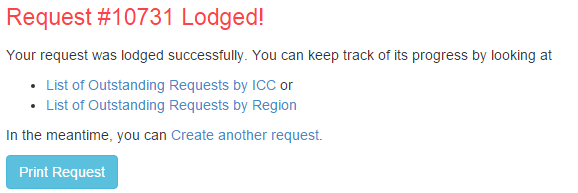 Request #10731 Lodged!
Your request was lodged successfully. You can keep track of its progress by looking at
List of Outstanding Requests by ICC or
List of Outstanding Requests by Region
In the meantime, you can Create another request.
Print Request